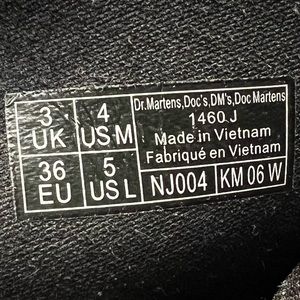 3 UK
4 US M
36 EU
5 US L
Dr.Martens,Doc's,DM's,Doc Martens
1460 J
Made in Vietnam
Fabriqué en Vietnam
NJ004
KM 06 W